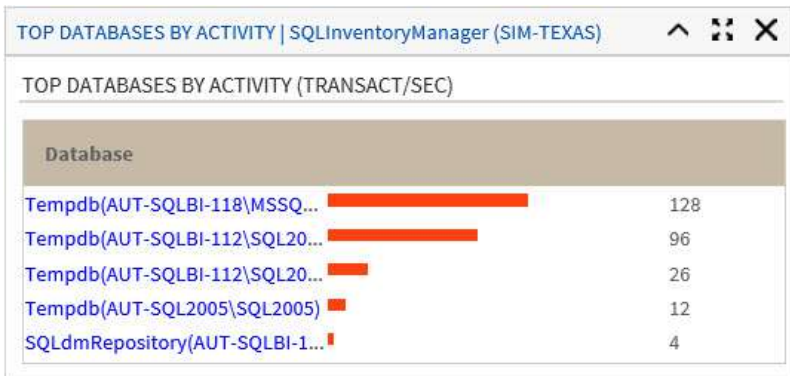 TOP DATABASES BY ACTIVITY | SQLInventoryManager (SIM-TEXAS)
TOP DATABASES BY ACTIVITY (TRANSACT/SEC)
Database
Tempdb(AUT-SQLBI-118\MSSQ... 128
Tempdb(AUT-SQLBI-112\SQL20... 96
Tempdb(AUT-SQLBI-112\SQL20... 26
Tempdb(AUT-SQL2005\SQL2005) 12
SQLdmRepository(AUT-SQLBI-1... 4